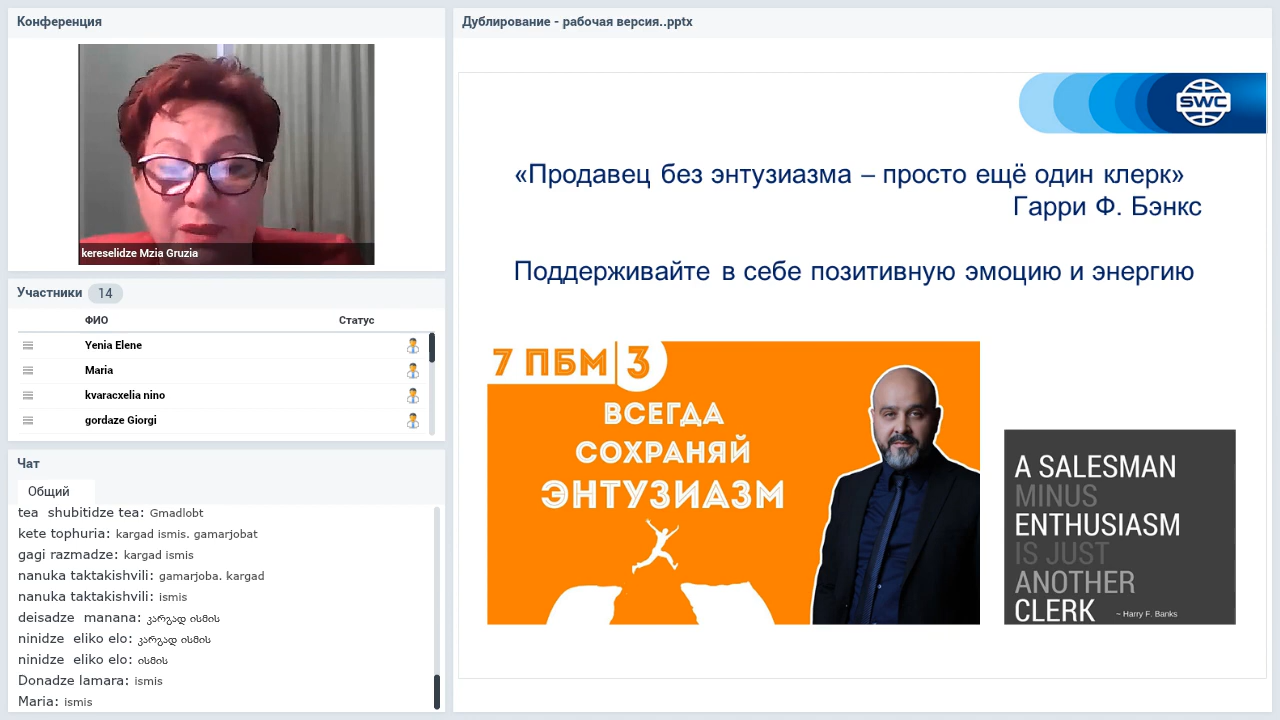 Конференция
kereselidze Mzia Gruzia
Участники 14
ФИО Статус
Yenia Elene
Maria
kvaracxelia nino
gordaze Giorgi
Чат
Общий
tea shubitidze tea: Gmadlobt
kete tophuria: kargad ismis. gamarjobat
gagi razmadze: kargad ismis
nanuka taktakishvili: gamarjoba. kargad
nanuka taktakishvili: ismis
deisadze manana: კარგად ისმის
ninidze eliko elo: კარგად ისმის
ninidze eliko elo: ისმის
Donadze lamara: ismis
Maria: ismis
Дублирование - рабочая версия..pptx
SWC
«Продавец без энтузиазма – просто ещё один клерк»
Гарри Ф. Бэнкс
Поддерживайте в себе позитивную эмоцию и энергию
7 ПБМ 3
ВСЕГДА
СОХРАНЯЙ
ЭНТУЗИАЗМ
A SALESMAN
MINUS
ENTHUSIASM
IS JUST
ANOTHER
CLERK ~ Harry F. Banks